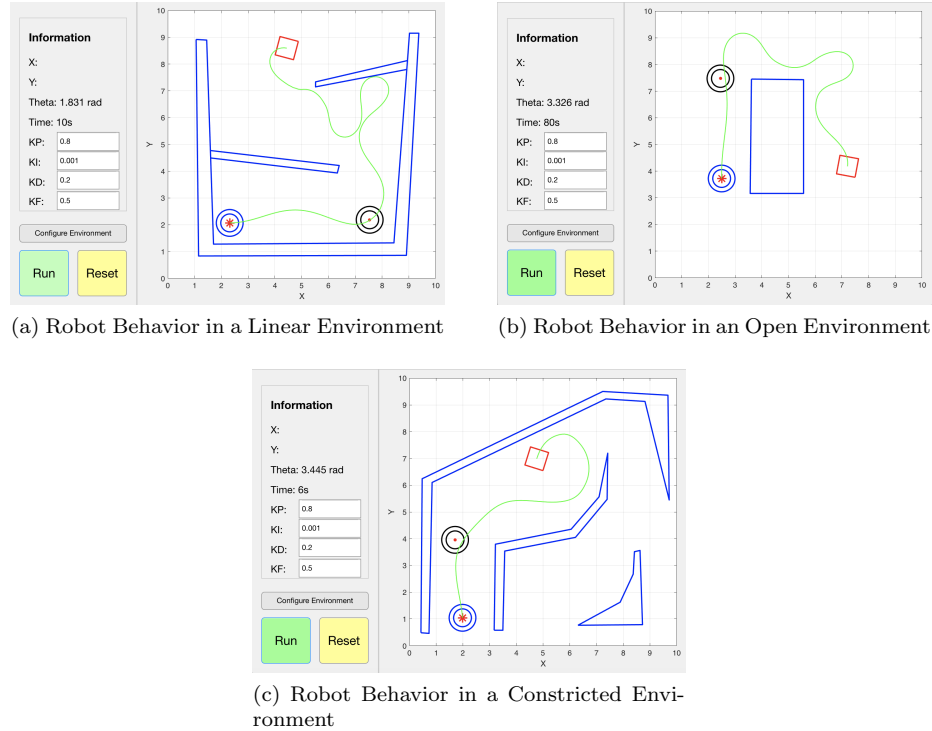 Information
X:
Y:
Theta: 1.831 rad
Time: 10s
KP: 0.8
KI: 0.001
KD: 0.2
KF: 0.5
Configure Environment
Run Reset
10
9
8
7
6
5
4
3
2
1
0
Y
0 1 2 3 4 5 6 7 8 9 10
X
(a) Robot Behavior in a Linear Environment
Information
X:
Y:
Theta: 3.326 rad
Time: 80s
KP: 0.8
KI: 0.001
KD: 0.2
KF: 0.5
Configure Environment
Run Reset
10
9
8
7
6
5
4
3
2
1
0
Y
0 1 2 3 4 5 6 7 8 9 10
X
(b) Robot Behavior in an Open Environment
Information
X:
Y:
Theta: 3.445 rad
Time: 6s
KP: 0.8
KI: 0.001
KD: 0.2
KF: 0.5
Configure Environment
Run Reset
10
9
8
7
6
5
4
3
2
1
0
Y
0 1 2 3 4 5 6 7 8 9 10
X
(c) Robot Behavior in a Constricted Envi-
ronment